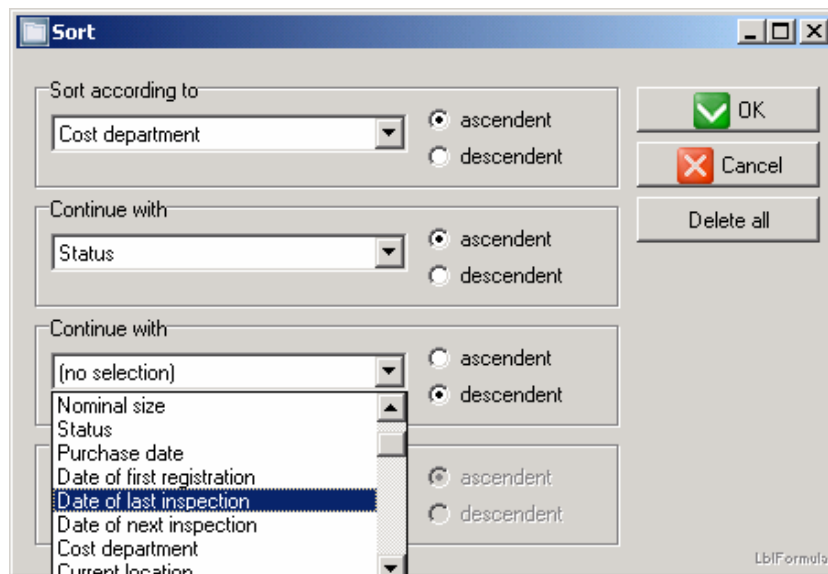 Sort
Sort according to
Cost department
ascendent
descendent
OK
Cancel
Delete all
Continue with
Status
ascendent
descendent
Continue with
(no selection)
ascendent
descendent
Nominal size
Status
Purchase date
Date of first registration
Date of last inspection
Date of next inspection
Cost department
Current location
ascendent
descendent
LblFormula